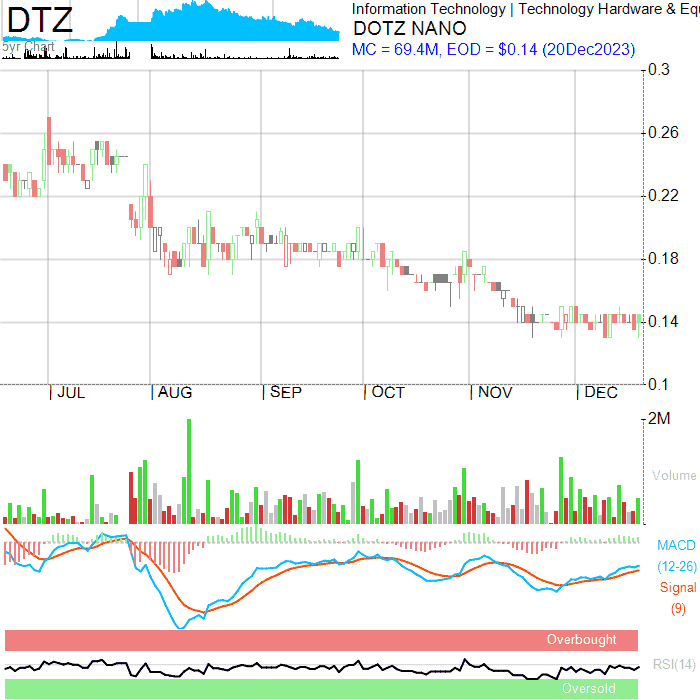 DTZ
5yr Chart
Information Technology | Technology Hardware & Equ
DOTZ NANO
MC = 69.4M, EOD = $0.14 (20Dec2023)
0.3
0.26
0.22
0.18
0.14
0.1
| JUL | AUG | SEP | OCT | NOV | DEC
2M
Volume
MACD
(12-26)
Signal
(9)
Overbought
RSI(14)
Oversold